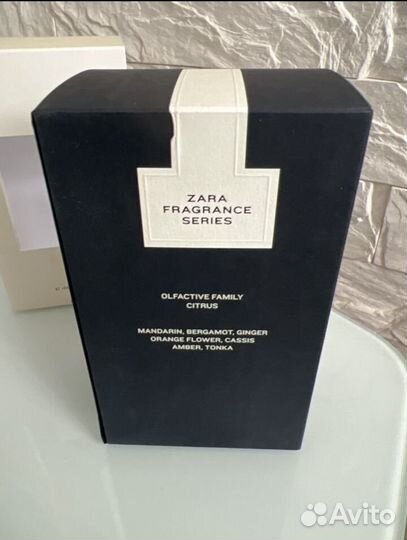 ZARA
FRAGRANCE
SERIES
OLFACTIVE FAMILY
CITRUS
MANDARIN, BERGAMOT, GINGER
ORANGE FLOWER, CASSIS
AMBER, TONKA
Avito